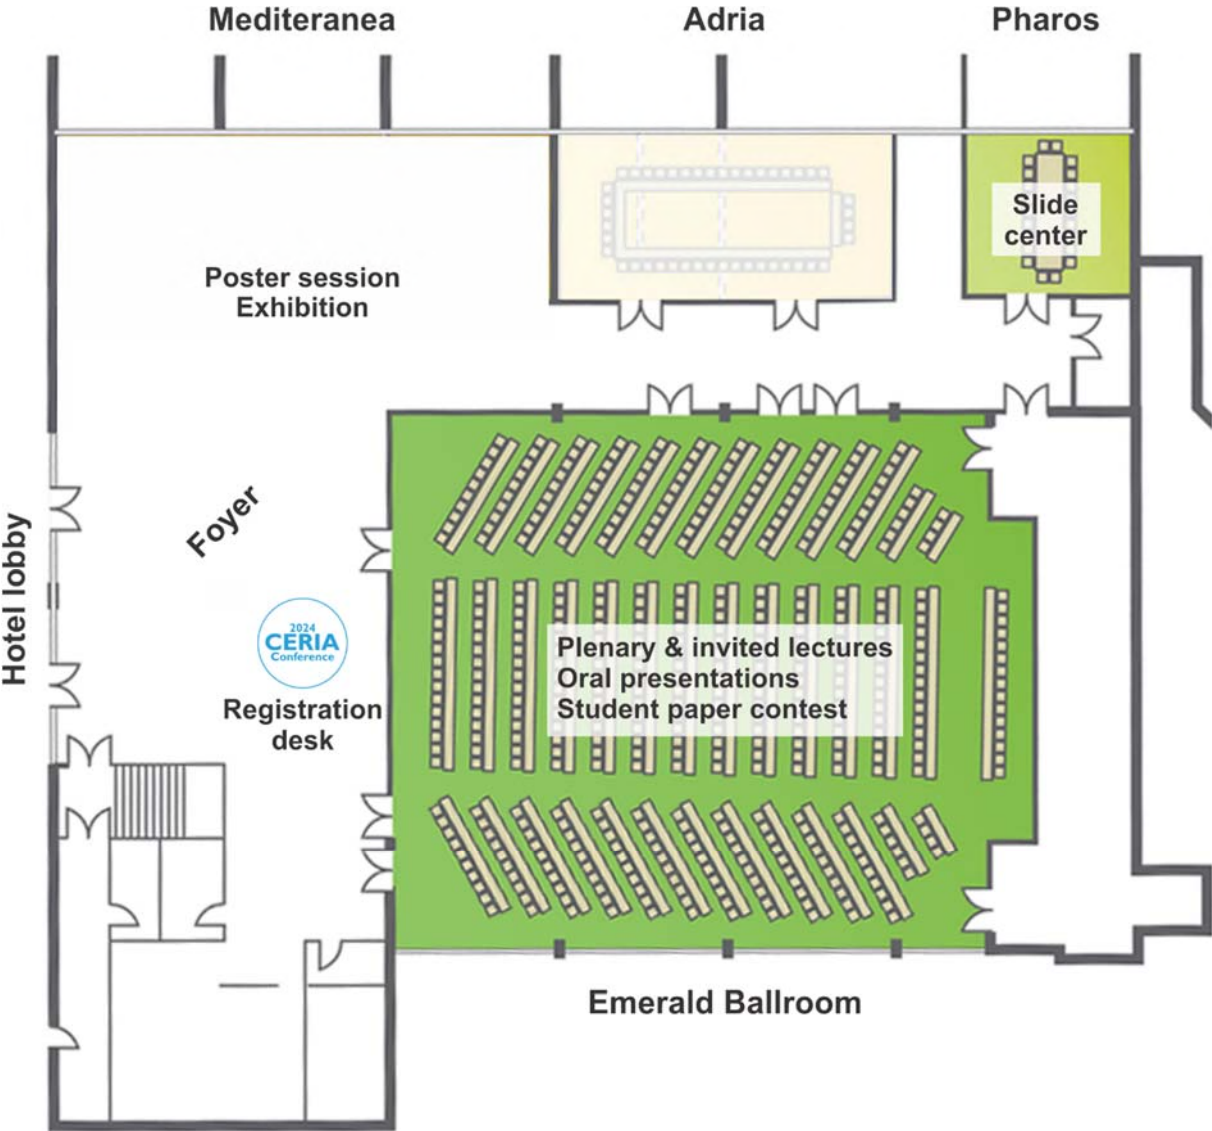 Mediteranea
Adria
Pharos
Slide
center
Poster session
Exhibition
Foyer
Hotel lobby
2024
CERIA
Conference
Registration
desk
Plenary & invited lectures
Oral presentations
Student paper contest
Emerald Ballroom